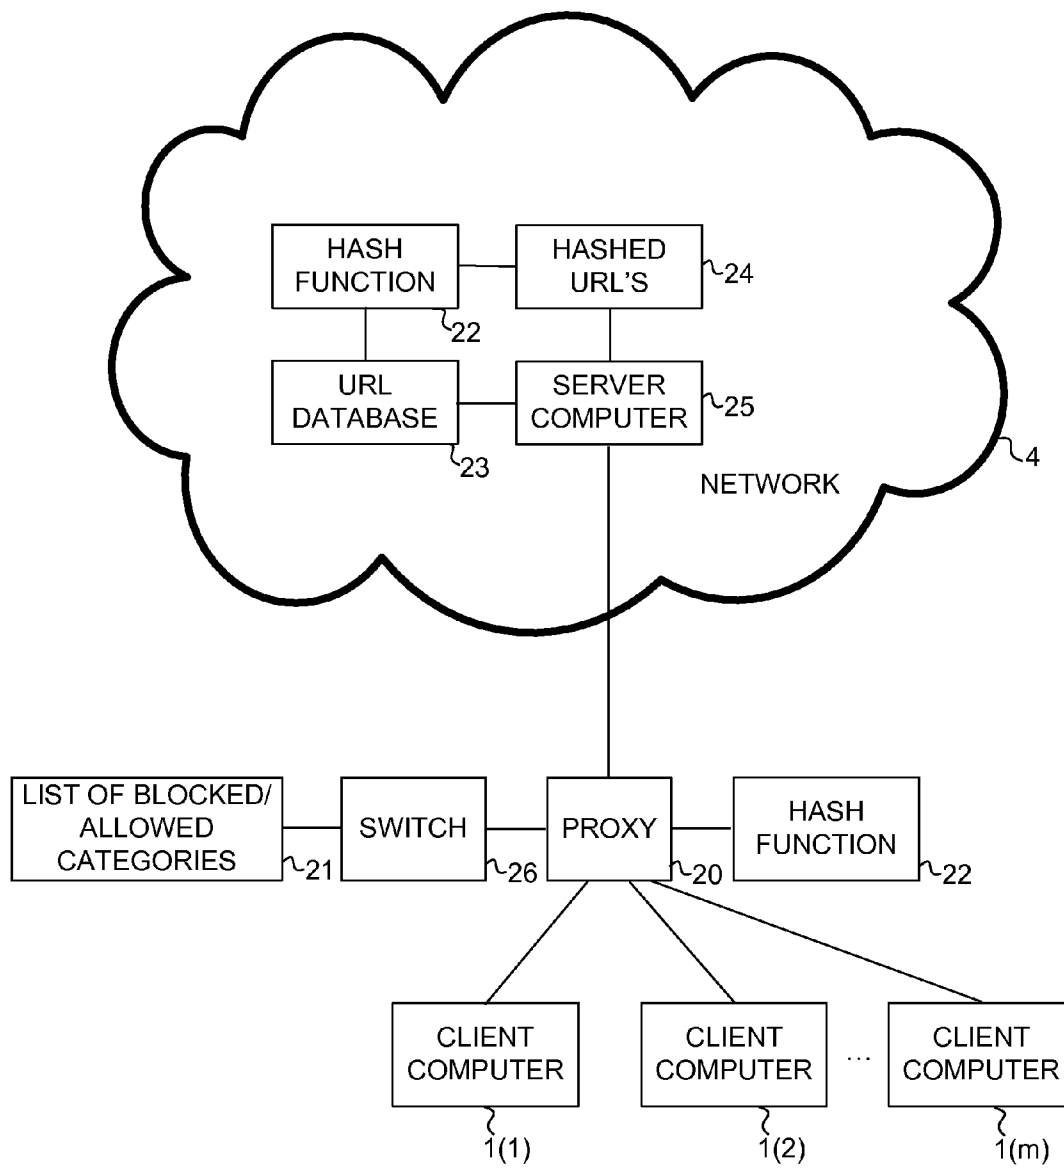 HASH
FUNCTION
22
HASHED
URL'S
24
URL
DATABASE
23
SERVER
COMPUTER
25
NETWORK
4
LIST OF BLOCKED/
ALLOWED
CATEGORIES
21
SWITCH
26
PROXY
20
HASH
FUNCTION
22
CLIENT
COMPUTER
1(1)
CLIENT
COMPUTER
1(2)
...
CLIENT
COMPUTER
1(m)